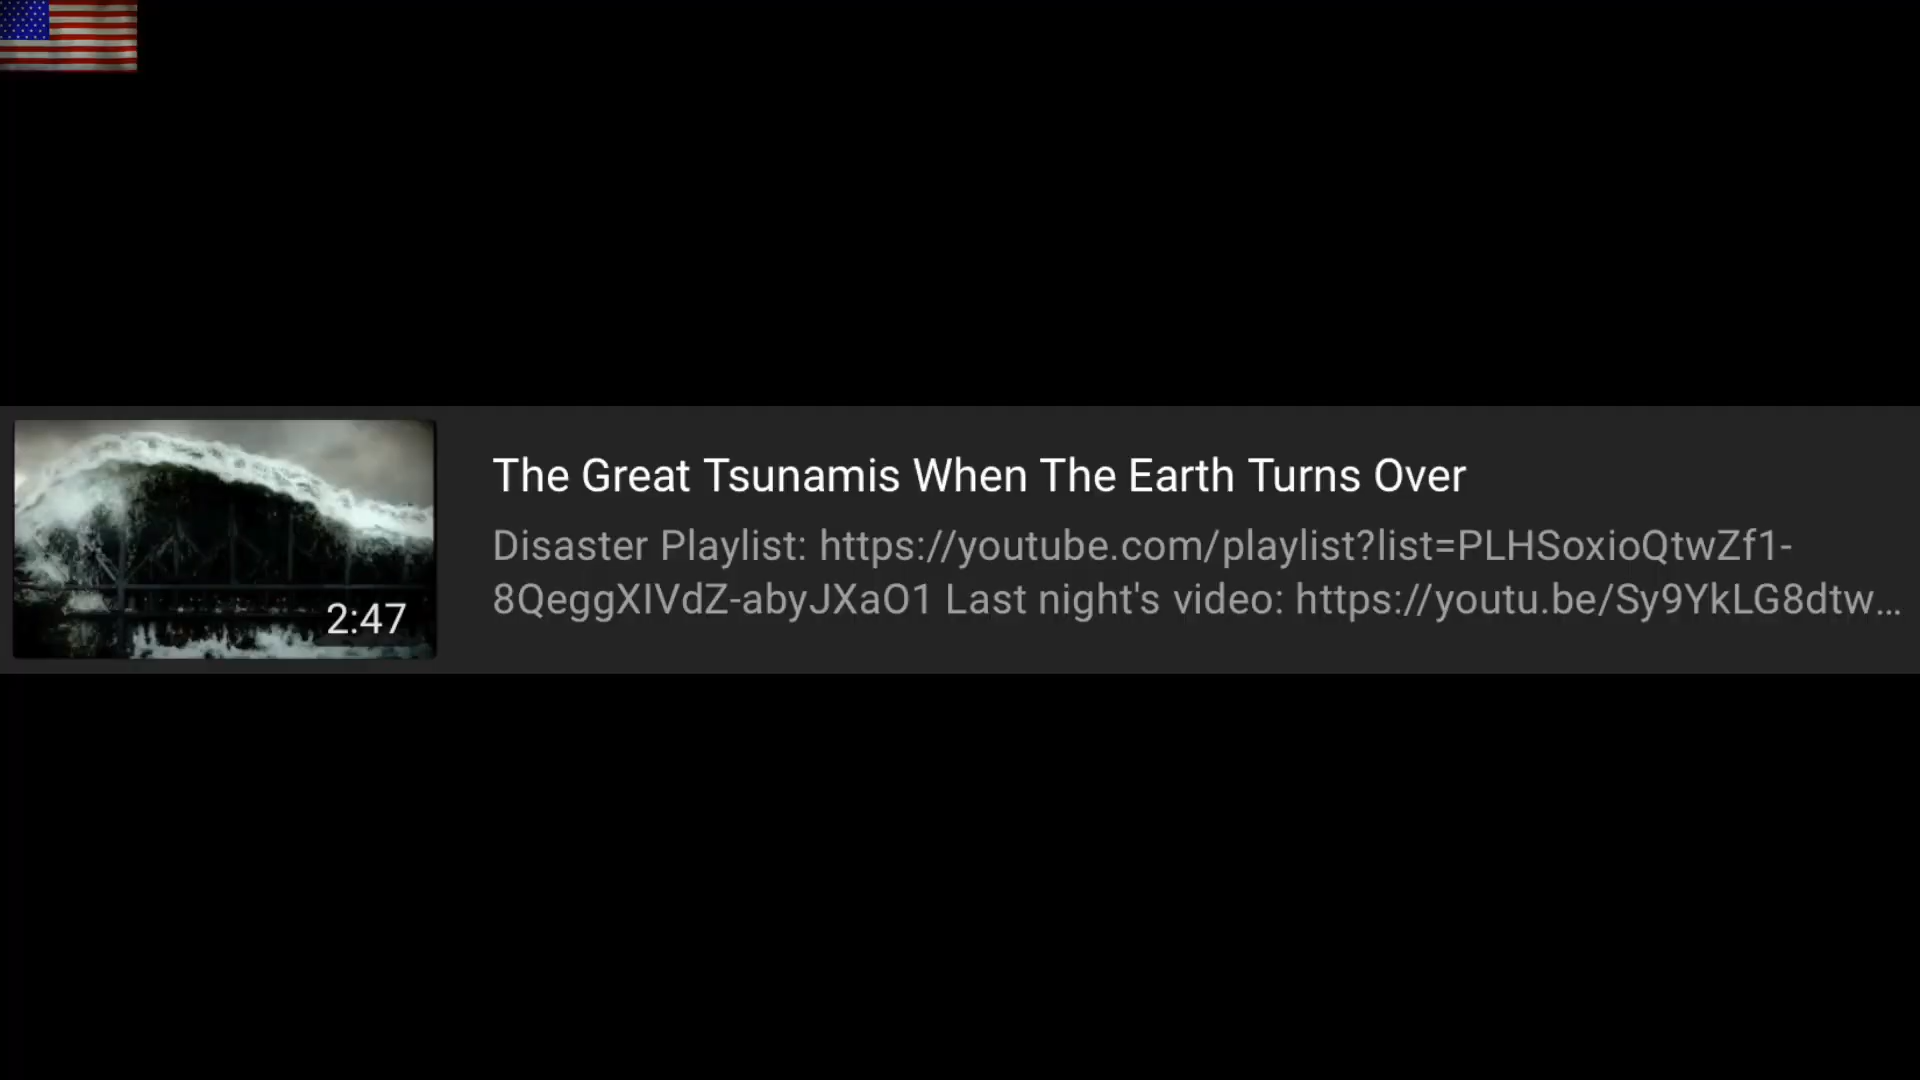 The Great Tsunamis When The Earth Turns Over
Disaster Playlist: https://youtube.com/playlist?list=PLHSoxioQtwZf1-
8QeggXIVdZ-abyJXaO1 Last night's video: https://youtu.be/Sy9YkLG8dtw...
2:47